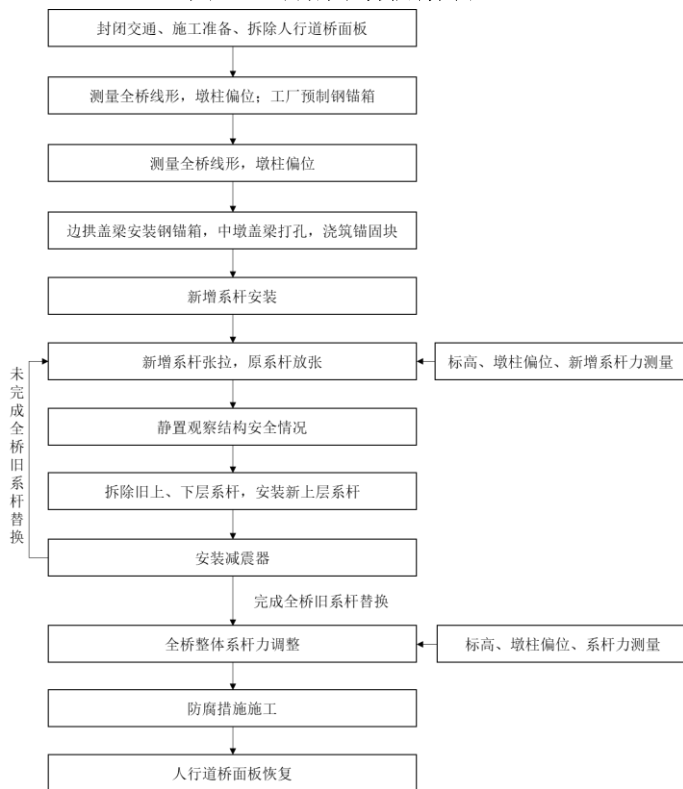 封闭交通、施工准备、拆除人行道桥面板
测量全桥线形，墩柱偏位；工厂预制钢锚箱
测量全桥线形，墩柱偏位
边拱盖梁安装钢锚箱，中墩盖梁打孔，浇筑锚固块
新增系杆安装
新增系杆张拉，原系杆放张
标高、墩柱偏位、新增系杆力测量
未完成全桥旧系杆替换
静置观察结构安全情况
拆除旧上、下层系杆，安装新上层系杆
安装减震器
完成全桥旧系杆替换
全桥整体系杆力调整
标高、墩柱偏位、系杆力测量
防腐措施施工
人行道桥面板恢复